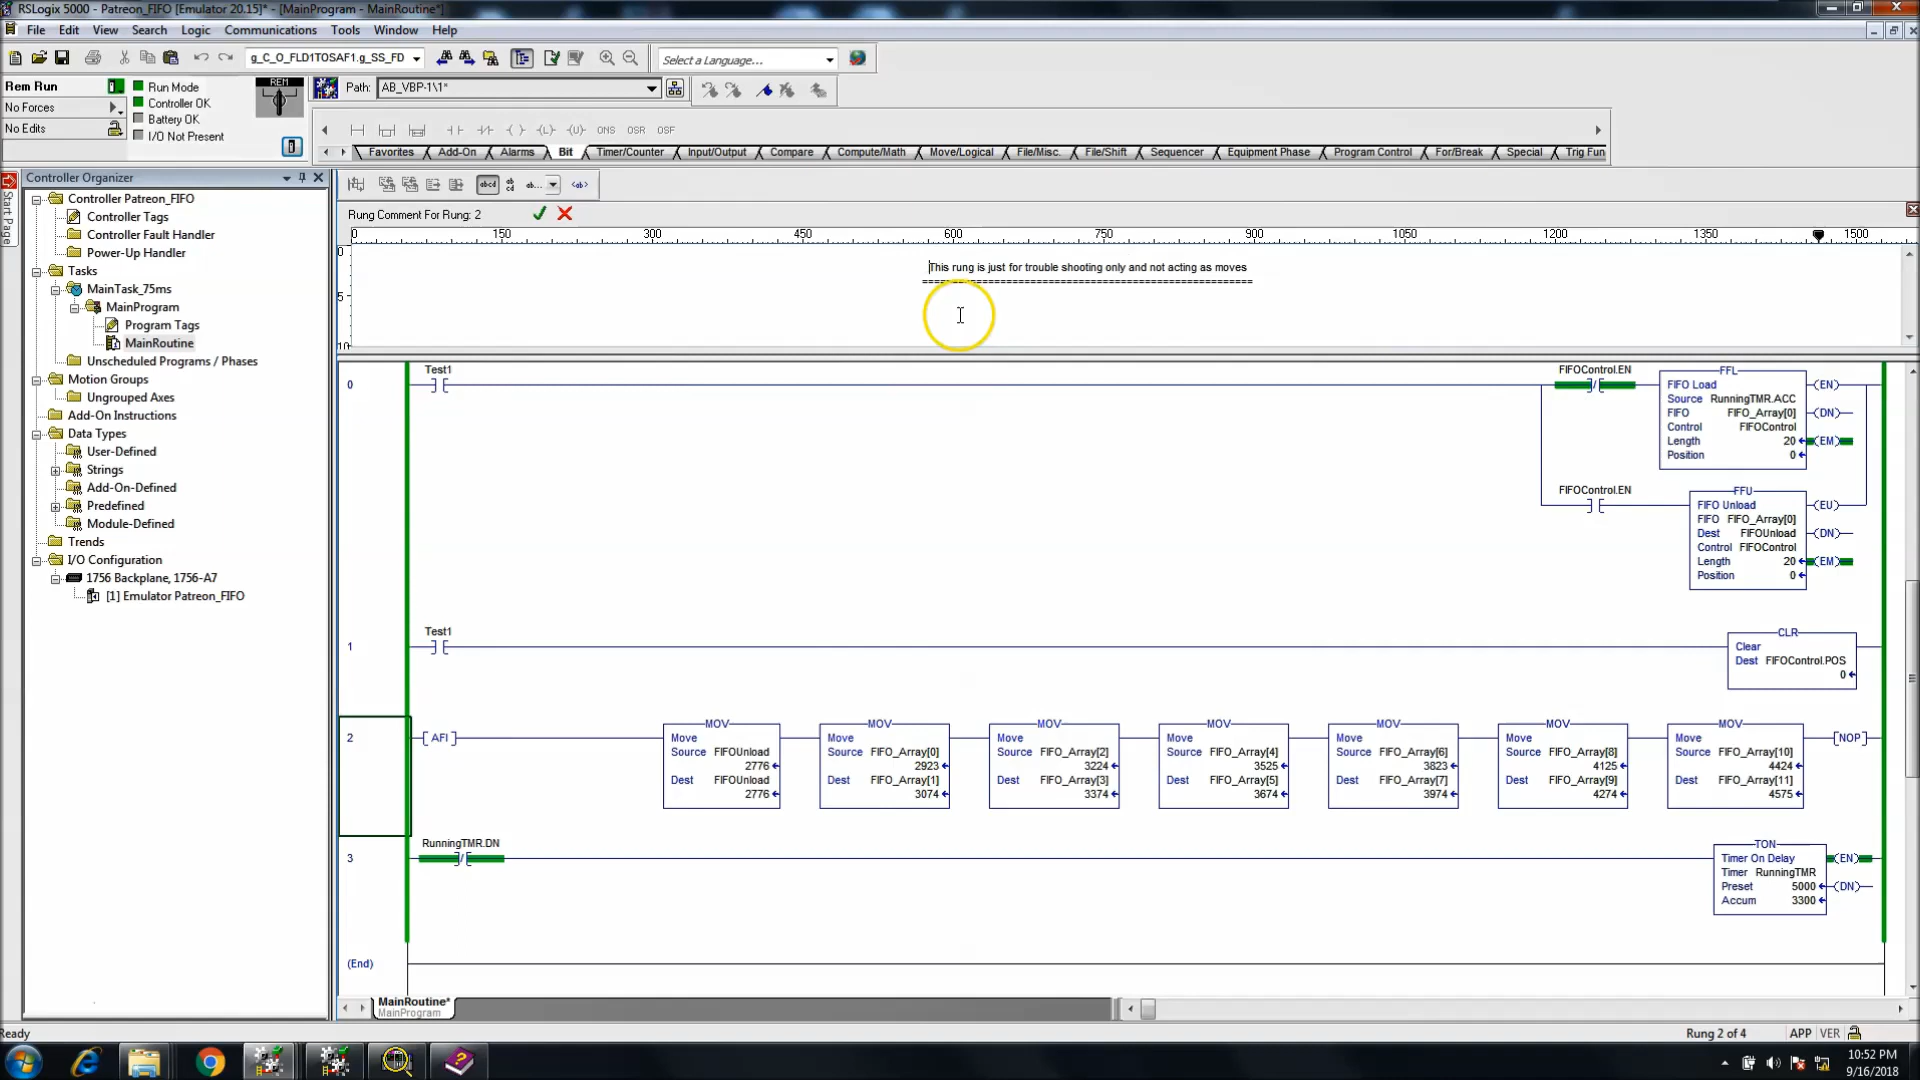 RSLogix 5000 - Patreon_FIFO [Emulator 20.15]* - [MainProgram - MainRoutine*]
File Edit View Search Logic Communications Tools Window Help
g_C_O_FLD1TOSAF1.g_SS_FD
Select a Language...
Rem Run
No Forces
No Edits
Run Mode
Controller OK
Battery OK
I/O Not Present
REM
Path: AB_VBP-1\1*
ONS OSR OSF
Favorites Add-On Alarms Bit Timer/Counter Input/Output Compare Compute/Math Move/Logical File/Misc. File/Shift Sequencer Equipment Phase Program Control For/Break Special Trig Fun
Start Page
Controller Organizer
Controller Patreon_FIFO
Controller Tags
Controller Fault Handler
Power-Up Handler
Tasks
MainTask_75ms
MainProgram
Program Tags
MainRoutine
Unscheduled Programs / Phases
Motion Groups
Ungrouped Axes
Add-On Instructions
Data Types
User-Defined
Strings
Add-On-Defined
Predefined
Module-Defined
Trends
I/O Configuration
1756 Backplane, 1756-A7
[1] Emulator Patreon_FIFO
Rung Comment For Rung: 2
0 150 300 450 600 750 900 1050 1200 1350 1500
0
5
10
This rung is just for trouble shooting only and not acting as moves
0
Test1
FIFOControl.EN
FFL
FIFO Load
Source RunningTMR.ACC
FIFO FIFO_Array[0]
Control FIFOControl
Length 20
Position 0
(EN)
(DN)
(EM)
FIFOControl.EN
FFU
FIFO Unload
FIFO FIFO_Array[0]
Dest FIFOUnload
Control FIFOControl
Length 20
Position 0
(EU)
(DN)
(EM)
1
Test1
CLR
Clear
Dest FIFOControl.POS
0
2
[AFI]
MOV
Move
Source FIFOUnload
2776
Dest FIFOUnload
2776
MOV
Move
Source FIFO_Array[0]
2923
Dest FIFO_Array[1]
3074
MOV
Move
Source FIFO_Array[2]
3224
Dest FIFO_Array[3]
3374
MOV
Move
Source FIFO_Array[4]
3525
Dest FIFO_Array[5]
3674
MOV
Move
Source FIFO_Array[6]
3823
Dest FIFO_Array[7]
3974
MOV
Move
Source FIFO_Array[8]
4125
Dest FIFO_Array[9]
4274
MOV
Move
Source FIFO_Array[10]
4424
Dest FIFO_Array[11]
4575
[NOP]
3
RunningTMR.DN
TON
Timer On Delay
Timer RunningTMR
Preset 5000
Accum 3300
(EN)
(DN)
(End)
MainRoutine*
MainProgram
Ready
Rung 2 of 4
APP
VER
10:52 PM
9/16/2018